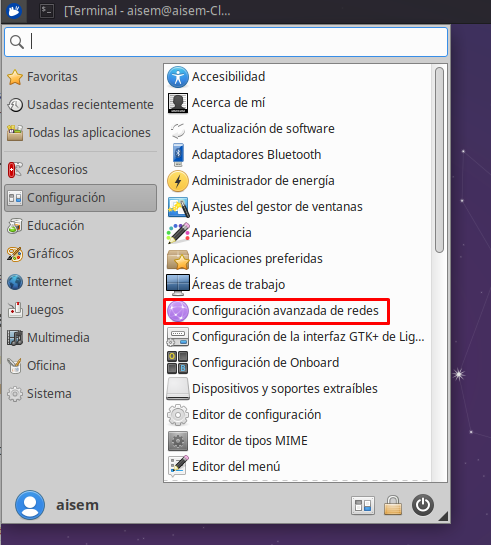 [Terminal - aisem@aisem-Cl...
Favoritas
Usadas recientemente
Todas las aplicaciones
Accesorios
Configuración
Educación
Gráficos
Internet
Juegos
Multimedia
Oficina
Sistema
Accesibilidad
Acerca de mí
Actualización de software
Adaptadores Bluetooth
Administrador de energía
Ajustes del gestor de ventanas
Apariencia
Aplicaciones preferidas
Áreas de trabajo
Configuración avanzada de redes
Configuración de la interfaz GTK+ de Lig...
Configuración de Onboard
Dispositivos y soportes extraíbles
Editor de configuración
Editor de tipos MIME
Editor del menú
aisem